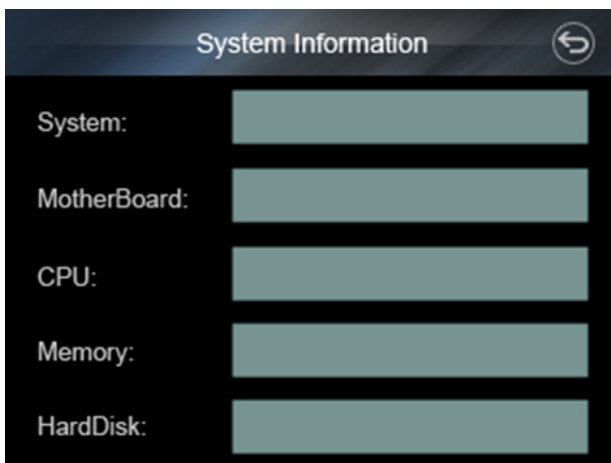 System Information
System:
MotherBoard:
CPU:
Memory:
HardDisk: